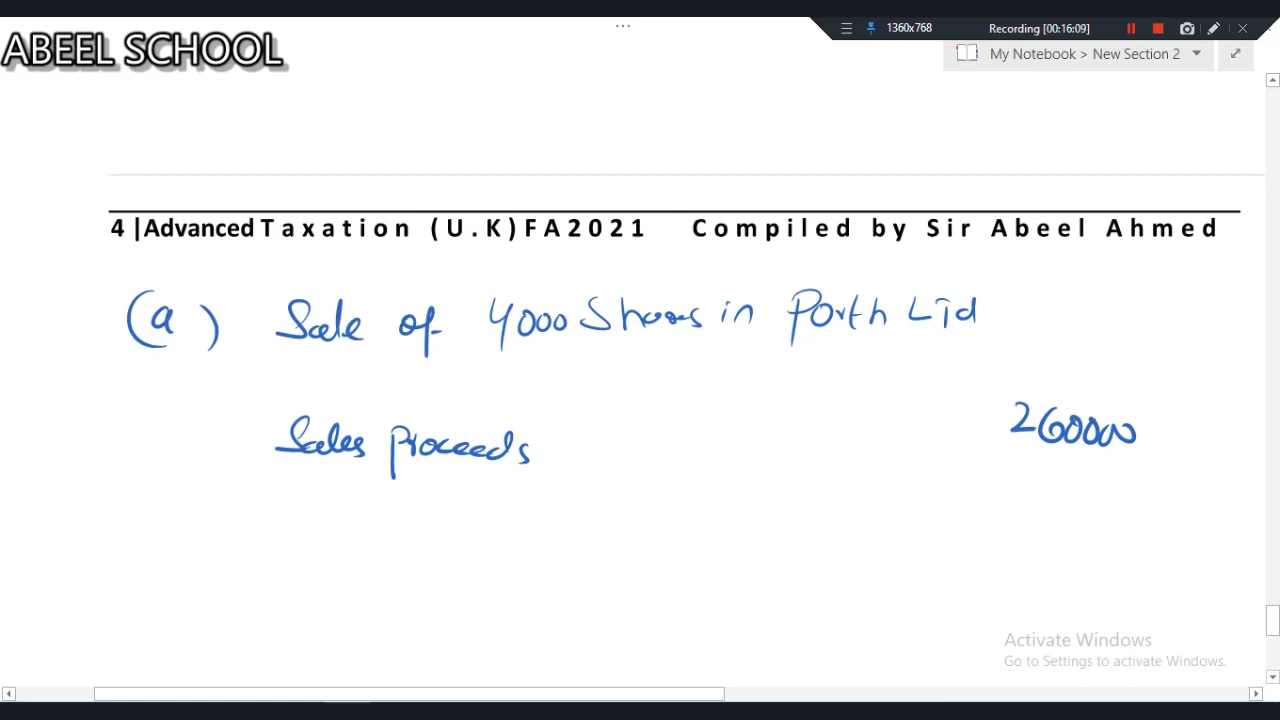 ABEEL SCHOOL
1360x768 Recording [00:16:09]
My Notebook > New Section 2
4 |Advanced Taxation (U.K)FA2021 Compiled by Sir Abeel Ahmed
(a) Sale of 4000 Shares in Porth Ltd
Sales proceeds 260000
Activate Windows
Go to Settings to activate Windows.